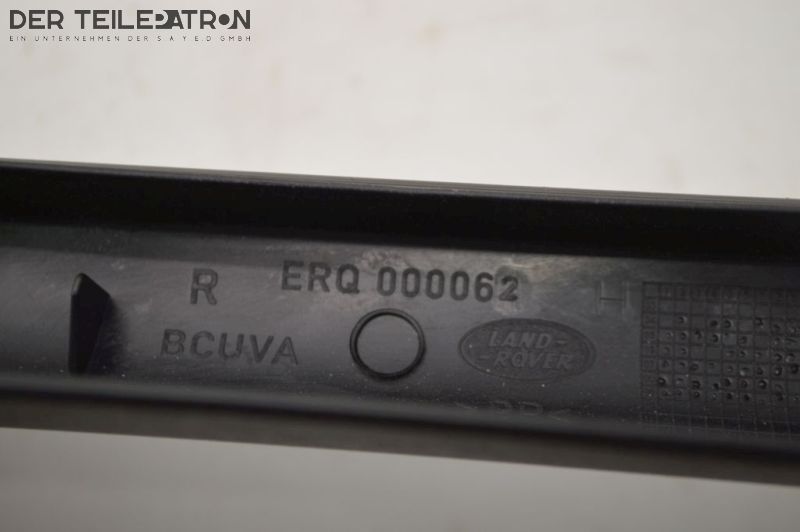 DER TEILEPATRON
EIN UNTERNEHMEN DER S A Y E.D GMBH
R ERQ 000062 H
BCUVA
LAND-
-ROVER